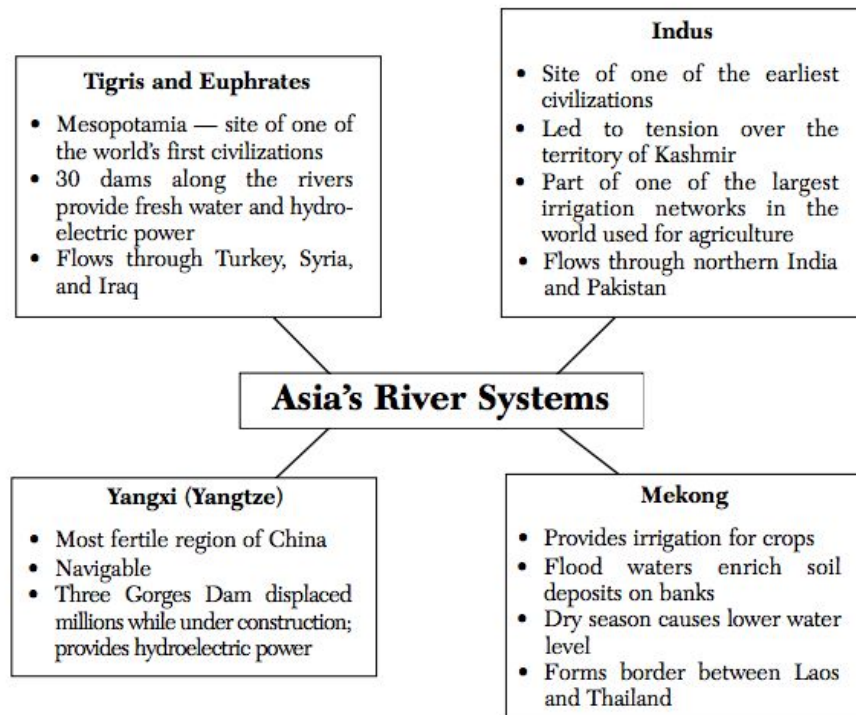 Tigris and Euphrates
• Mesopotamia — site of one of
the world's first civilizations
• 30 dams along the rivers
provide fresh water and hydro-
electric power
• Flows through Turkey, Syria,
and Iraq
Indus
• Site of one of the earliest
civilizations
• Led to tension over the
territory of Kashmir
• Part of one of the largest
irrigation networks in the
world used for agriculture
• Flows through northern India
and Pakistan
Asia's River Systems
Yangxi (Yangtze)
• Most fertile region of China
• Navigable
• Three Gorges Dam displaced
millions while under construction;
provides hydroelectric power
Mekong
• Provides irrigation for crops
• Flood waters enrich soil
deposits on banks
• Dry season causes lower water
level
• Forms border between Laos
and Thailand